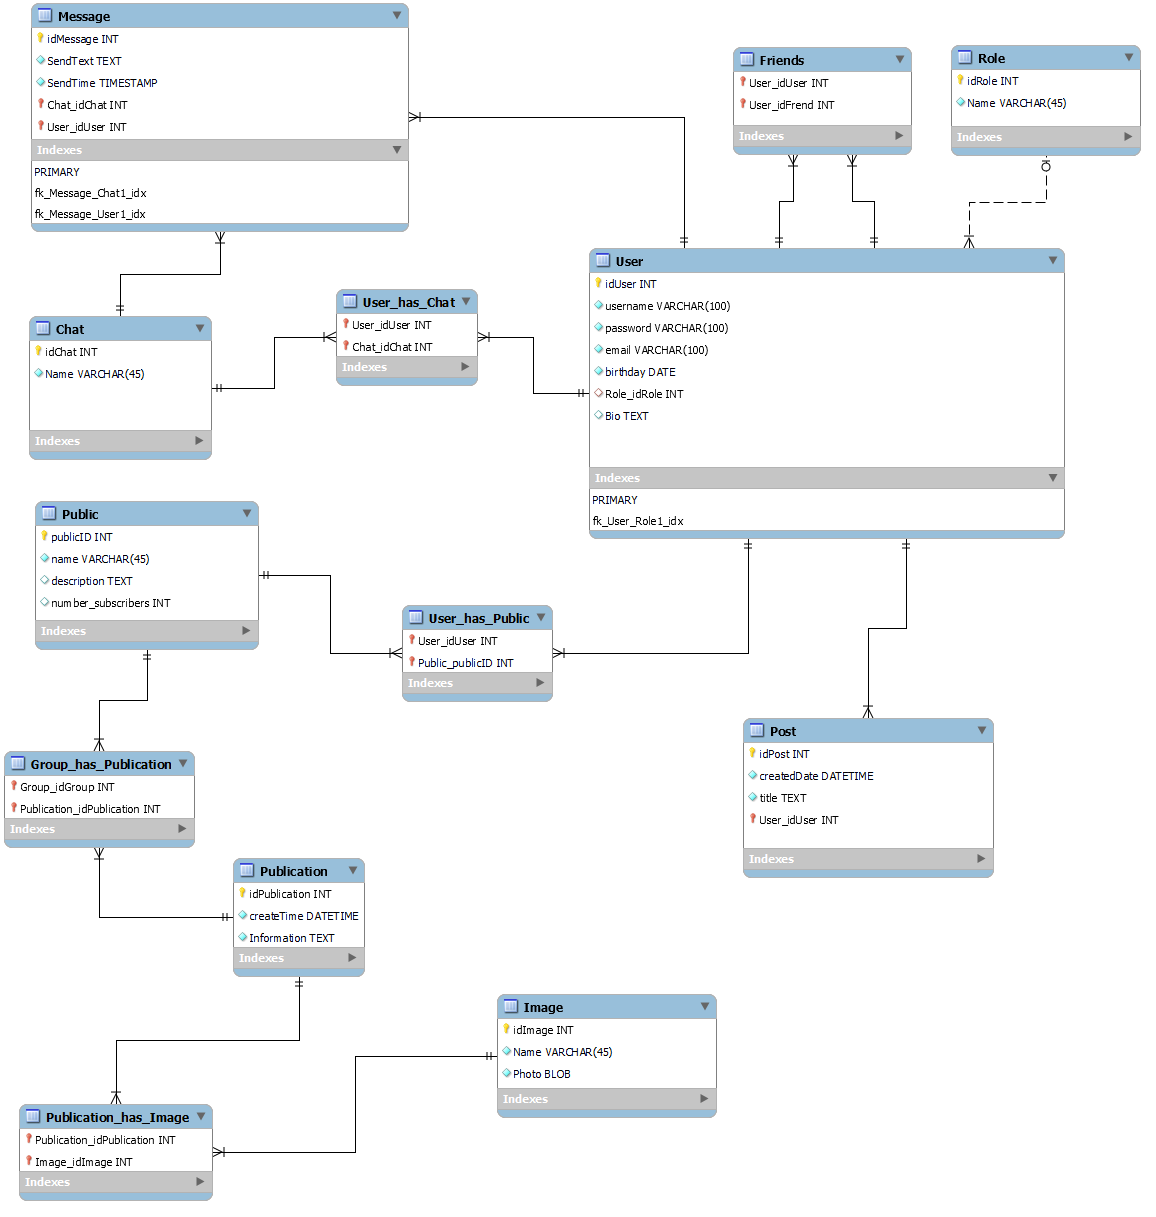 Message
idMessage INT
SendText TEXT
SendTime TIMESTAMP
Chat_idChat INT
User_idUser INT
Indexes
PRIMARY
fk_Message_Chat1_idx
fk_Message_User1_idx
Friends
User_idUser INT
User_idFrend INT
Indexes
Role
idRole INT
Name VARCHAR(45)
Indexes
User
idUser INT
username VARCHAR(100)
password VARCHAR(100)
email VARCHAR(100)
birthday DATE
Role_idRole INT
Bio TEXT
Indexes
PRIMARY
fk_User_Role1_idx
User_has_Chat
User_idUser INT
Chat_idChat INT
Indexes
Chat
idChat INT
Name VARCHAR(45)
Indexes
Public
publicID INT
name VARCHAR(45)
description TEXT
number_subscribers INT
Indexes
User_has_Public
User_idUser INT
Public_publicID INT
Indexes
Post
idPost INT
createdDate DATETIME
title TEXT
User_idUser INT
Indexes
Group_has_Publication
Group_idGroup INT
Publication_idPublication INT
Indexes
Publication
idPublication INT
createTime DATETIME
Information TEXT
Indexes
Image
idImage INT
Name VARCHAR(45)
Photo BLOB
Indexes
Publication_has_Image
Publication_idPublication INT
Image_idImage INT
Indexes